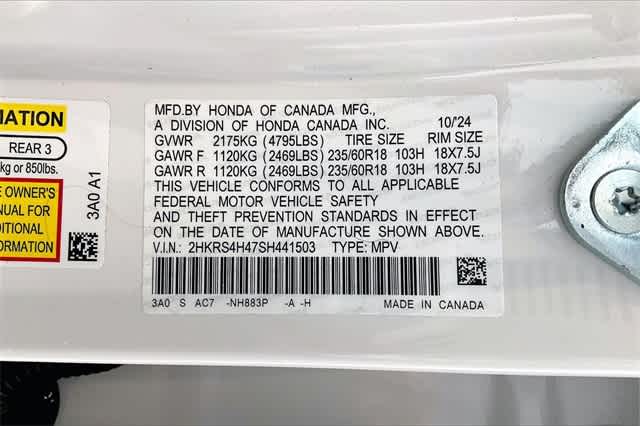 IATION
REAR 3
kg or 850lbs.
E OWNER'S
NUAL FOR
DITIONAL
FORMATION
3A0 A1
MFD.BY HONDA OF CANADA MFG.,
A DIVISION OF HONDA CANADA INC. 10/'24
GVWR 2175KG (4795LBS) TIRE SIZE RIM SIZE
GAWR F 1120KG (2469LBS) 235/60R18 103H 18X7.5J
GAWR R 1120KG (2469LBS) 235/60R18 103H 18X7.5J
THIS VEHICLE CONFORMS TO ALL APPLICABLE
FEDERAL MOTOR VEHICLE SAFETY
AND THEFT PREVENTION STANDARDS IN EFFECT
ON THE DATE OF MANUFACTURE SHOWN ABOVE.
V.I.N.: 2HKRS4H47SH441503 TYPE: MPV
3A0 S AC7 -NH883P -A -H MADE IN CANADA